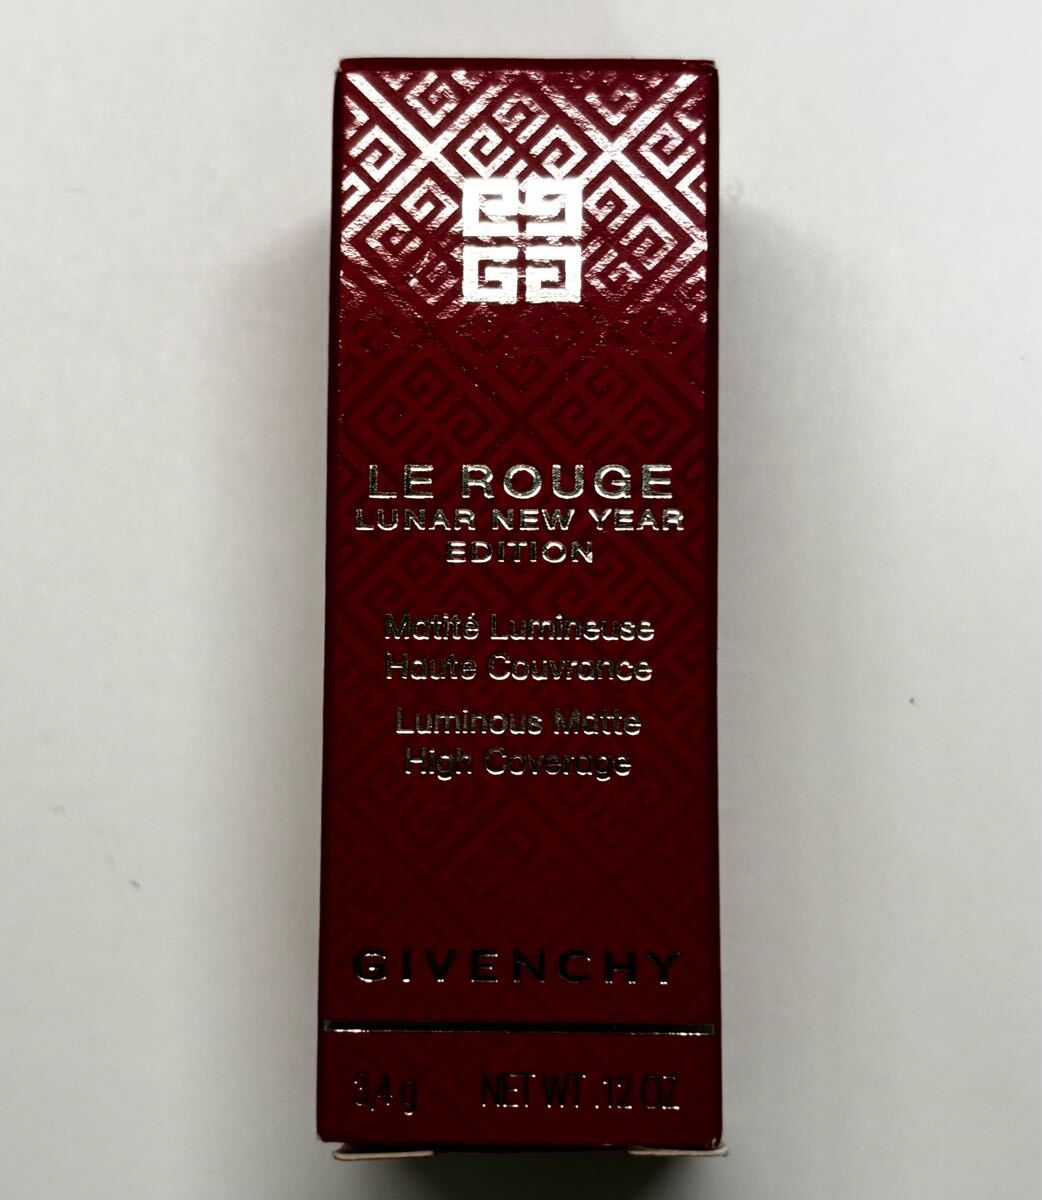 LE ROUGE
LUNAR NEW YEAR
EDITION
Matité Lumineuse
Haute Couvrance
Luminous Matte
High Coverage
GIVENCHY
3,4 g NET WT .12 OZ